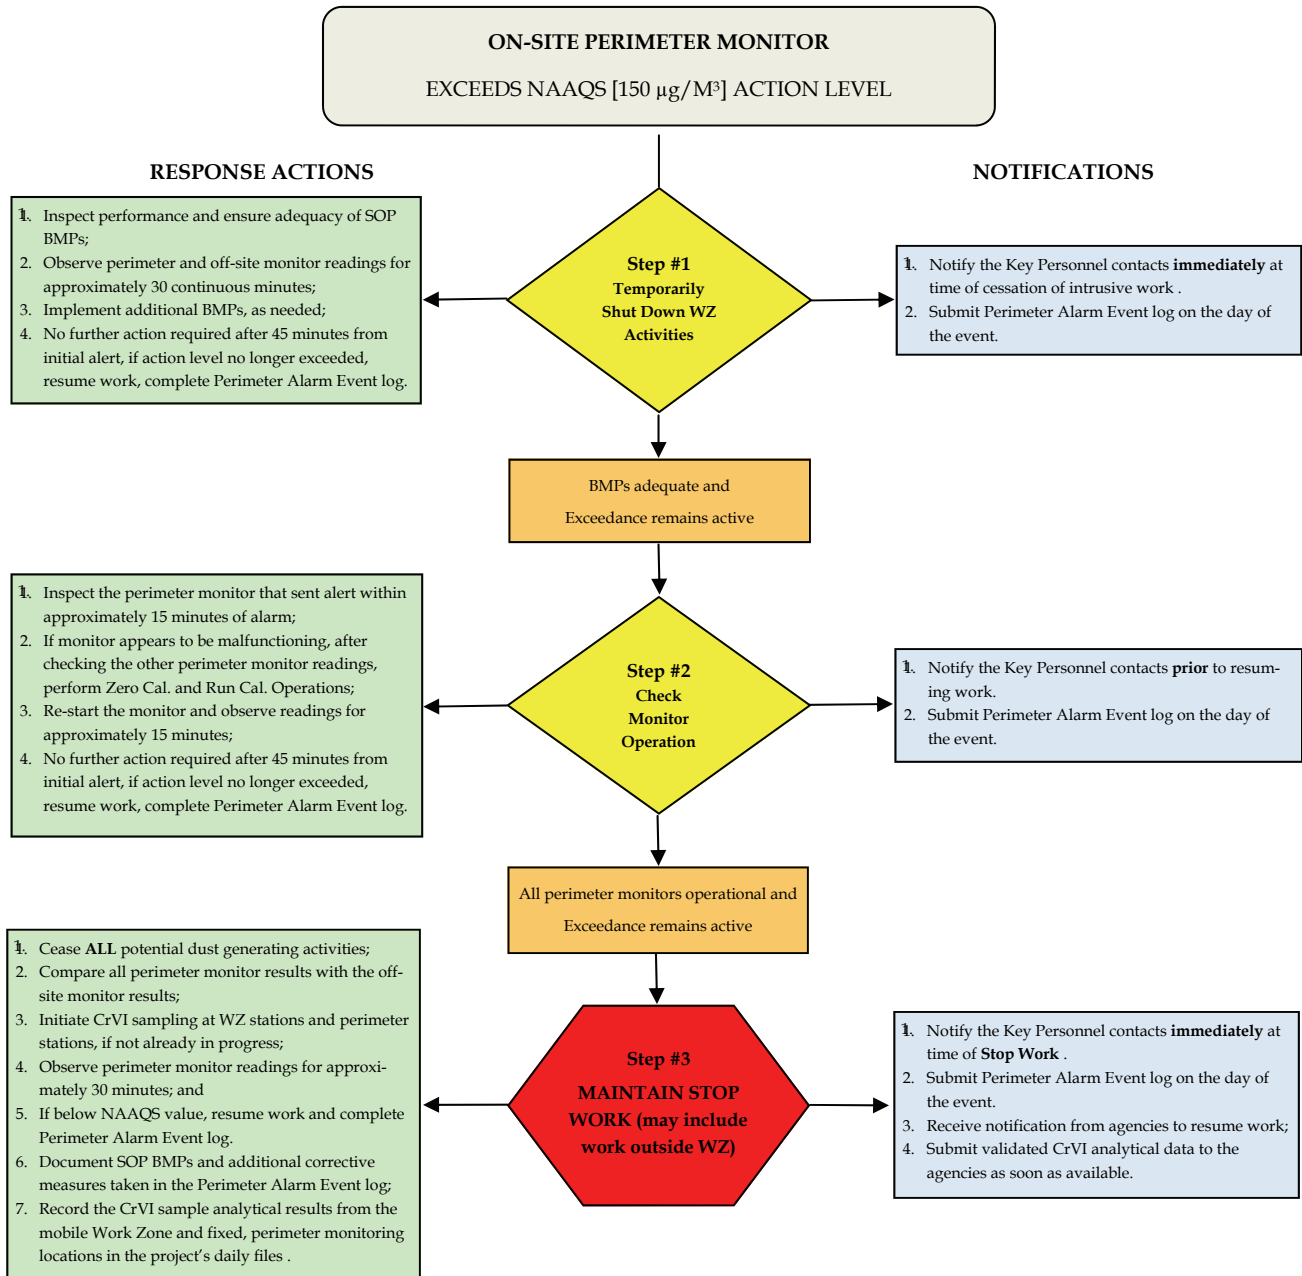 ON-SITE PERIMETER MONITOR
EXCEEDS NAAQS [150 µg/M³] ACTION LEVEL
RESPONSE ACTIONS
NOTIFICATIONS
1. Inspect performance and ensure adequacy of SOP
BMPs;
2. Observe perimeter and off-site monitor readings for
approximately 30 continuous minutes;
3. Implement additional BMPs, as needed;
4. No further action required after 45 minutes from
initial alert, if action level no longer exceeded,
resume work, complete Perimeter Alarm Event log.
Step #1
Temporarily
Shut Down WZ
Activities
1. Notify the Key Personnel contacts immediately at
time of cessation of intrusive work .
2. Submit Perimeter Alarm Event log on the day of
the event.
BMPs adequate and
Exceedance remains active
1. Inspect the perimeter monitor that sent alert within
approximately 15 minutes of alarm;
2. If monitor appears to be malfunctioning, after
checking the other perimeter monitor readings,
perform Zero Cal. and Run Cal. Operations;
3. Re-start the monitor and observe readings for
approximately 15 minutes;
4. No further action required after 45 minutes from
initial alert, if action level no longer exceeded,
resume work, complete Perimeter Alarm Event log.
Step #2
Check
Monitor
Operation
1. Notify the Key Personnel contacts prior to resum-
ing work.
2. Submit Perimeter Alarm Event log on the day of
the event.
All perimeter monitors operational and
Exceedance remains active
1. Cease ALL potential dust generating activities;
2. Compare all perimeter monitor results with the off-
site monitor results;
3. Initiate CrVI sampling at WZ stations and perimeter
stations, if not already in progress;
4. Observe perimeter monitor readings for approxi-
mately 30 minutes; and
5. If below NAAQS value, resume work and complete
Perimeter Alarm Event log.
6. Document SOP BMPs and additional corrective
measures taken in the Perimeter Alarm Event log;
7. Record the CrVI sample analytical results from the
mobile Work Zone and fixed, perimeter monitoring
locations in the project's daily files .
Step #3
MAINTAIN STOP
WORK (may include
work outside WZ)
1. Notify the Key Personnel contacts immediately at
time of Stop Work .
2. Submit Perimeter Alarm Event log on the day of
the event.
3. Receive notification from agencies to resume work;
4. Submit validated CrVI analytical data to the
agencies as soon as available.